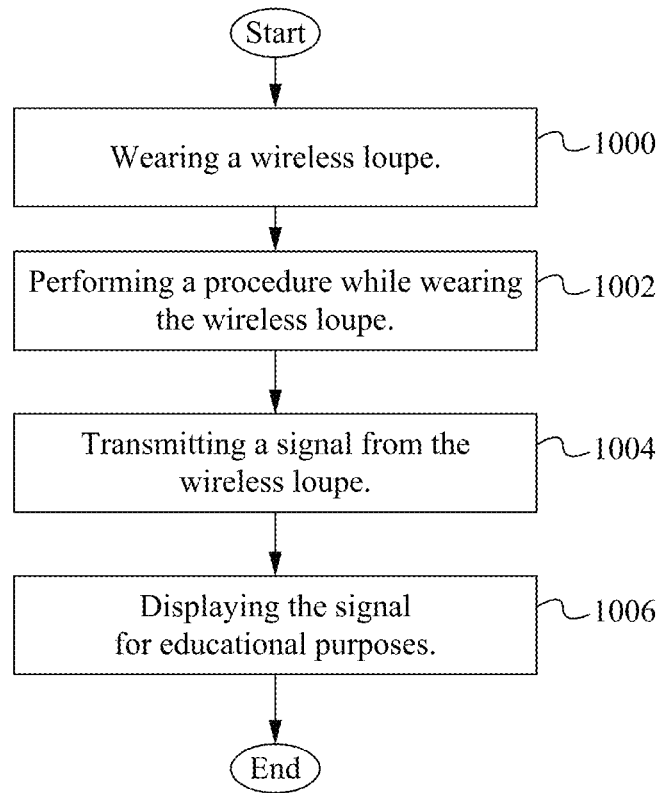 Start
Wearing a wireless loupe.
1000
Performing a procedure while wearing
the wireless loupe.
1002
Transmitting a signal from the
wireless loupe.
1004
Displaying the signal
for educational purposes.
1006
End